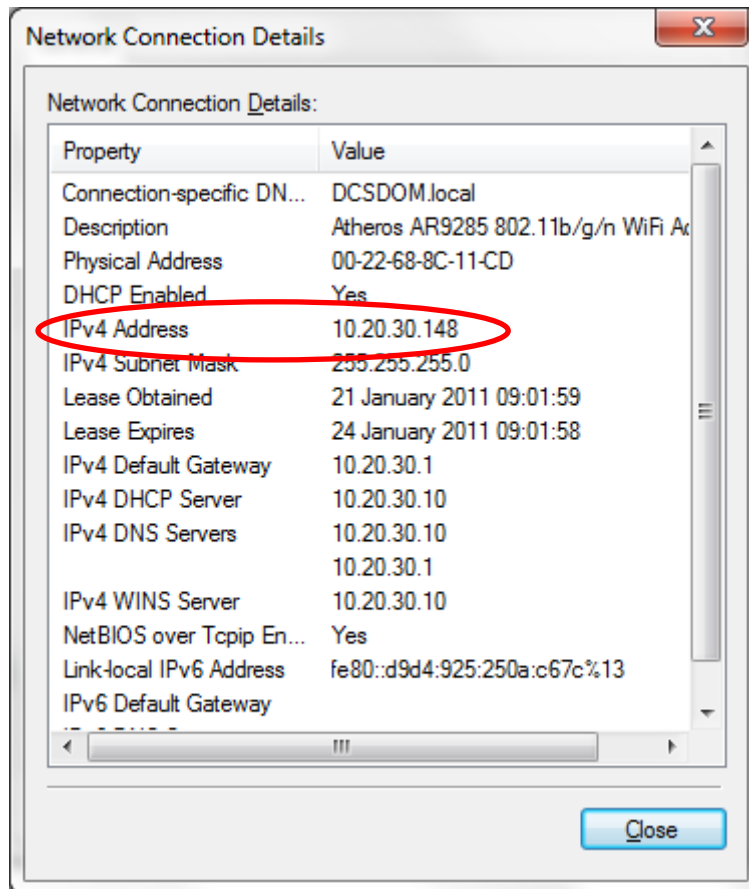 Network Connection Details
Network Connection Details:
Property Value
Connection-specific DN... DCSDOM.local
Description Atheros AR9285 802.11b/g/n WiFi
Physical Address 00-22-68-8C-11-CD
DHCP Enabled Yes
IPv4 Address 10.20.30.148
IPv4 Subnet Mask 255.255.255.0
Lease Obtained 21 January 2011 09:01:59
Lease Expires 24 January 2011 09:01:58
IPv4 Default Gateway 10.20.30.1
IPv4 DHCP Server 10.20.30.10
IPv4 DNS Servers 10.20.30.10
10.20.30.1
IPv4 WINS Server 10.20.30.10
NetBIOS over Tcpip En... Yes
Link-local IPv6 Address fe80::d9d4:925:250a:c67c%13
IPv6 Default Gateway
Close